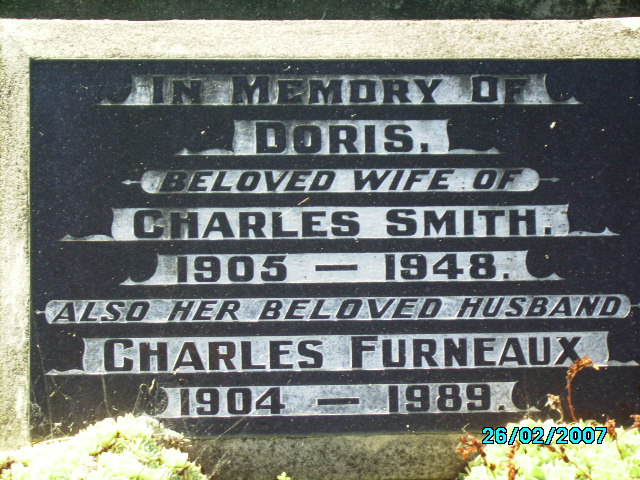 IN MEMORY OF
DORIS.
BELOVED WIFE OF
CHARLES SMITH.
1905 — 1948.
ALSO HER BELOVED HUSBAND
CHARLES FURNEAUX
1904 — 1989.
26/02/2007